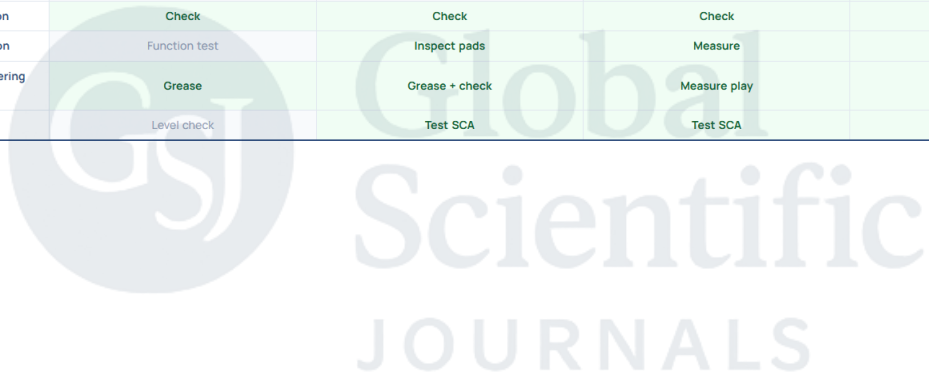 on Check Check Check
on Function test Inspect pads Measure
ering Grease Grease + check Measure play
Level check Test SCA Test SCA
GSJ
Global
Scientific
JOURNALS